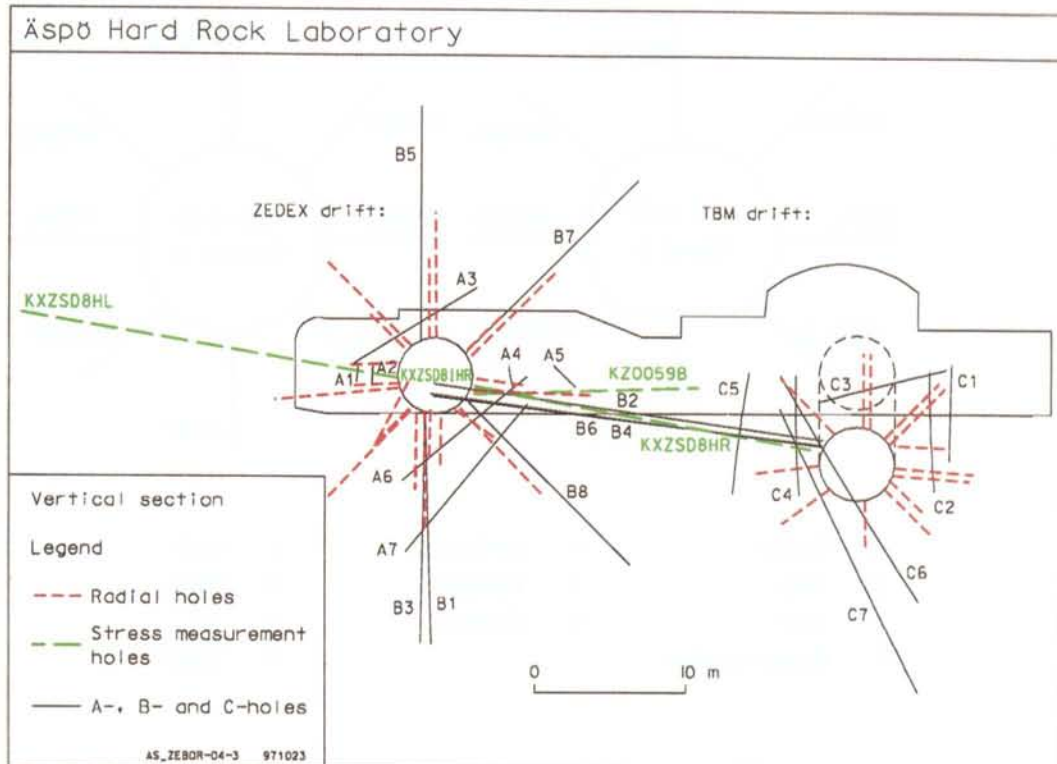 Äspö Hard Rock Laboratory
B5
ZEDEX drift:
TBM drift:
B7
A3
KXZSD8HL
A1
A2
KXZSD81HR
A4
A5
KZ0059B
B2
C5
C3
C1
B6
B4
KXZSD8HR
A6
B8
C4
C2
A7
C6
B3
B1
C7
Vertical section
Legend
Radial holes
Stress measurement
holes
A-, B- and C-holes
0
10 m
AS_ZEBOR-04-3 971023